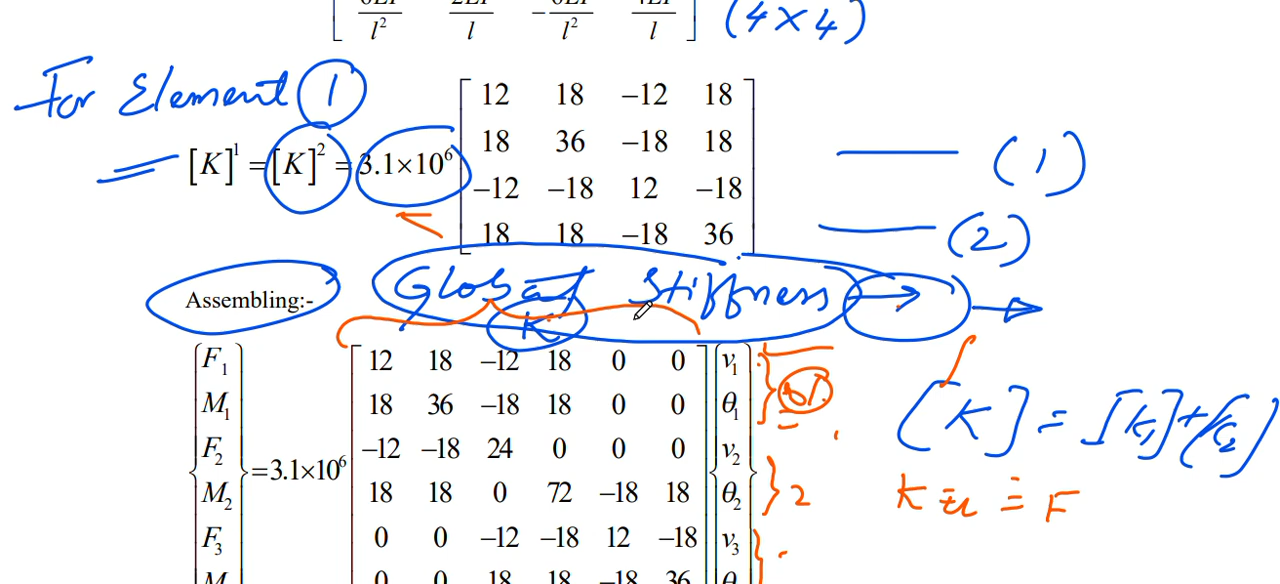 l² l l² l (4×4)
For Element 1
[K]¹ = [K]² = 3.1×10⁶
12 18 −12 18
18 36 −18 18
−12 −18 12 −18
18 18 −18 36
(1)
(2)
Assembling:- Global Stiffness →
K
F₁ 12 18 −12 18 0 0 v₁
M₁ 18 36 −18 18 0 0 θ₁
F₂ −12 −18 24 0 0 0 v₂
=3.1×10⁶
M₂ 18 18 0 72 −18 18 θ₂
F₃ 0 0 −12 −18 12 −18 v₃
0 0 18 18 −18 36
[K] = [K₁]+[K₂]
2
K u = F